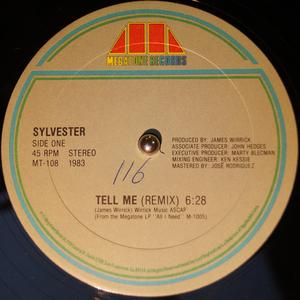 MEGATONE RECORDS
SYLVESTER
SIDE ONE
45 RPM STEREO
MT-108 1983
PRODUCED BY: JAMES WIRRICK
ASSOCIATE PRODUCER: JOHN HEDGES
EXECUTIVE PRODUCER: MARTY BLECMAN
MIXING ENGINEER: KEN KESSIE
MASTERED BY: JOSÉ RODRIGUEZ
116
TELL ME (REMIX) 6:28
(James Wirrick) Wirrick Music ASCAP
(From the Megatone LP "All I Need" M-1005)